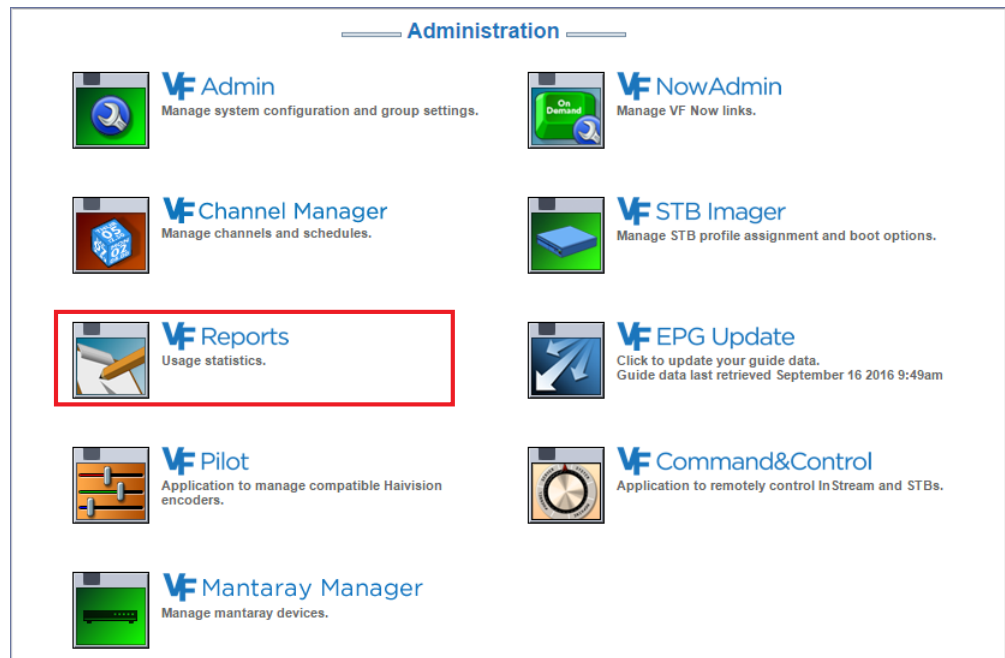 Administration
VF Admin
Manage system configuration and group settings.
On
Demand
VF NowAdmin
Manage VF Now links.
VF Channel Manager
Manage channels and schedules.
VF STB Imager
Manage STB profile assignment and boot options.
VF Reports
Usage statistics.
VF EPG Update
Click to update your guide data.
Guide data last retrieved September 16 2016 9:49am
VF Pilot
Application to manage compatible Haivision
encoders.
VF Command&Control
Application to remotely control InStream and STBs.
VF Mantaray Manager
Manage mantaray devices.